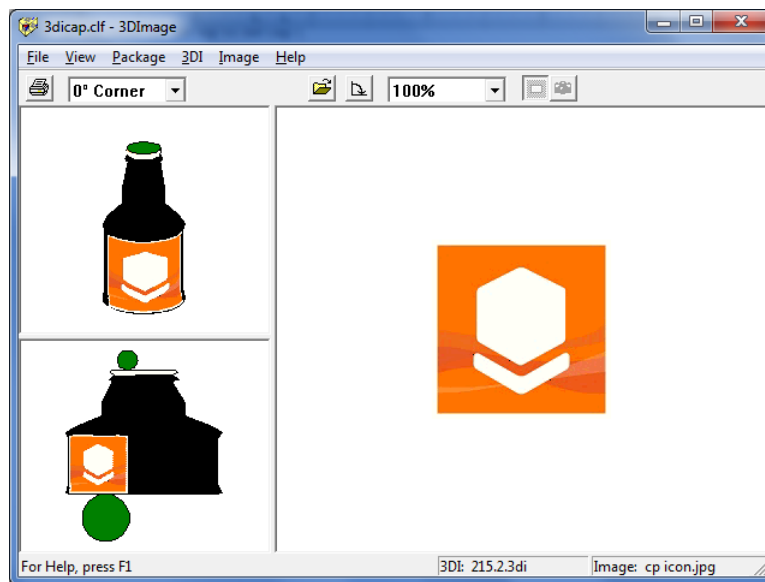 3dicap.clf - 3DImage
File View Package 3DI Image Help
0° Corner 100%
For Help, press F1 3DI: 215.2.3di Image: cp icon.jpg